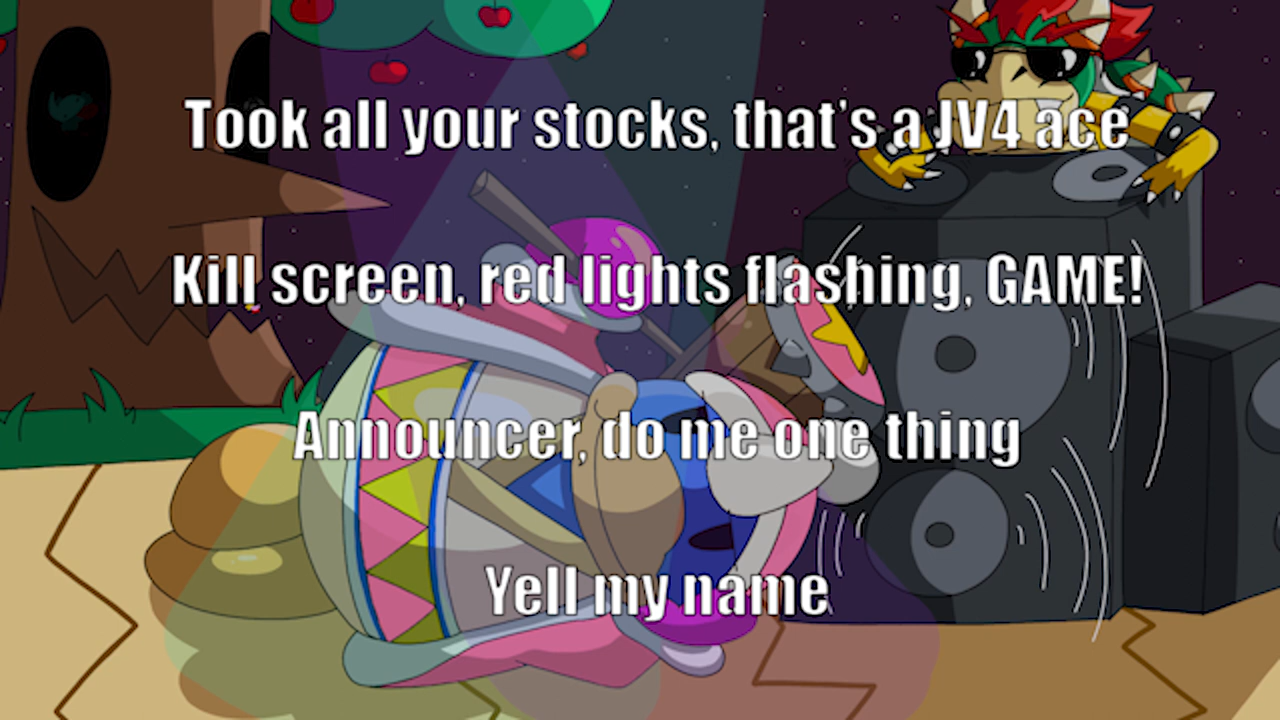 Took all your stocks, that's a JV4 ace
Kill screen, red lights flashing, GAME!
Announcer, do me one thing
Yell my name